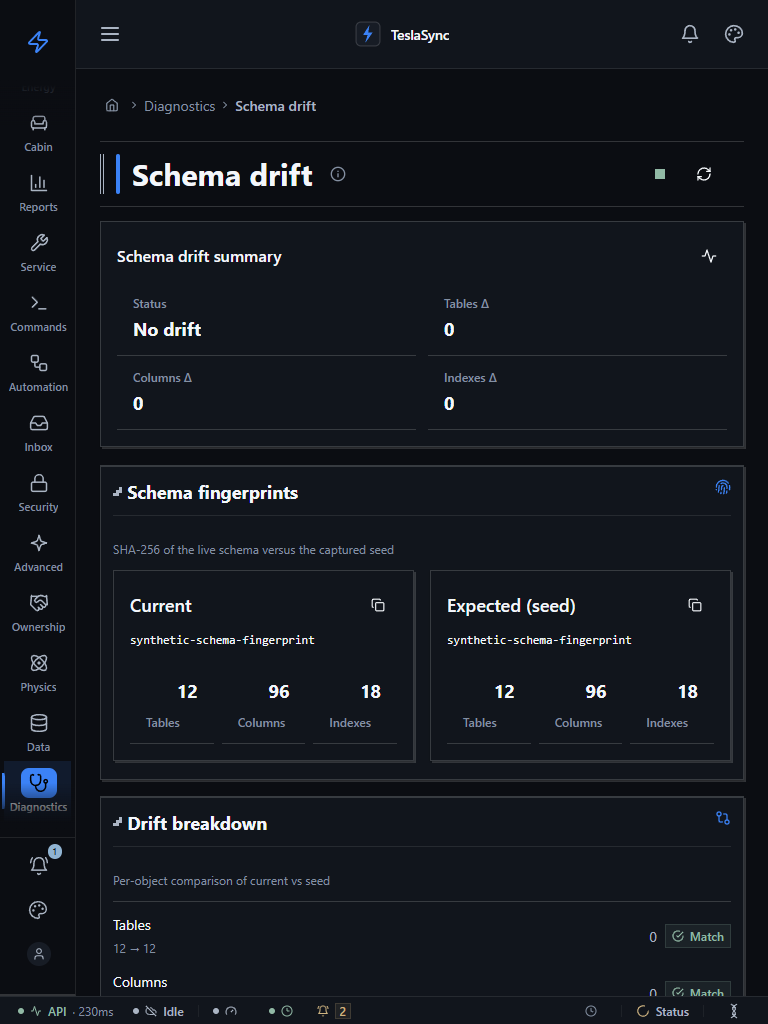 TeslaSync
Energy
Cabin
Reports
Service
Commands
Automation
Inbox
Security
Advanced
Ownership
Physics
Data
Diagnostics
1
Diagnostics
Schema drift
Schema drift
Schema drift summary
Status
No drift
Tables Δ
0
Columns Δ
0
Indexes Δ
0
Schema fingerprints
SHA-256 of the live schema versus the captured seed
Current
synthetic-schema-fingerprint
12
96
18
Tables
Columns
Indexes
Expected (seed)
synthetic-schema-fingerprint
12
96
18
Tables
Columns
Indexes
Drift breakdown
Per-object comparison of current vs seed
Tables
12 → 12
0
Match
Columns
0
Match
API · 230ms
Idle
2
Status